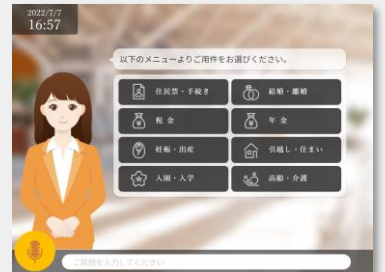 2022/7/7
16:57
以下のメニューよりご用件をお選びください。
住民票・手続き
結婚・離婚
税 金
年 金
妊娠・出産
引越し・住まい
入園・入学
高齢・介護
ご質問を入力してください